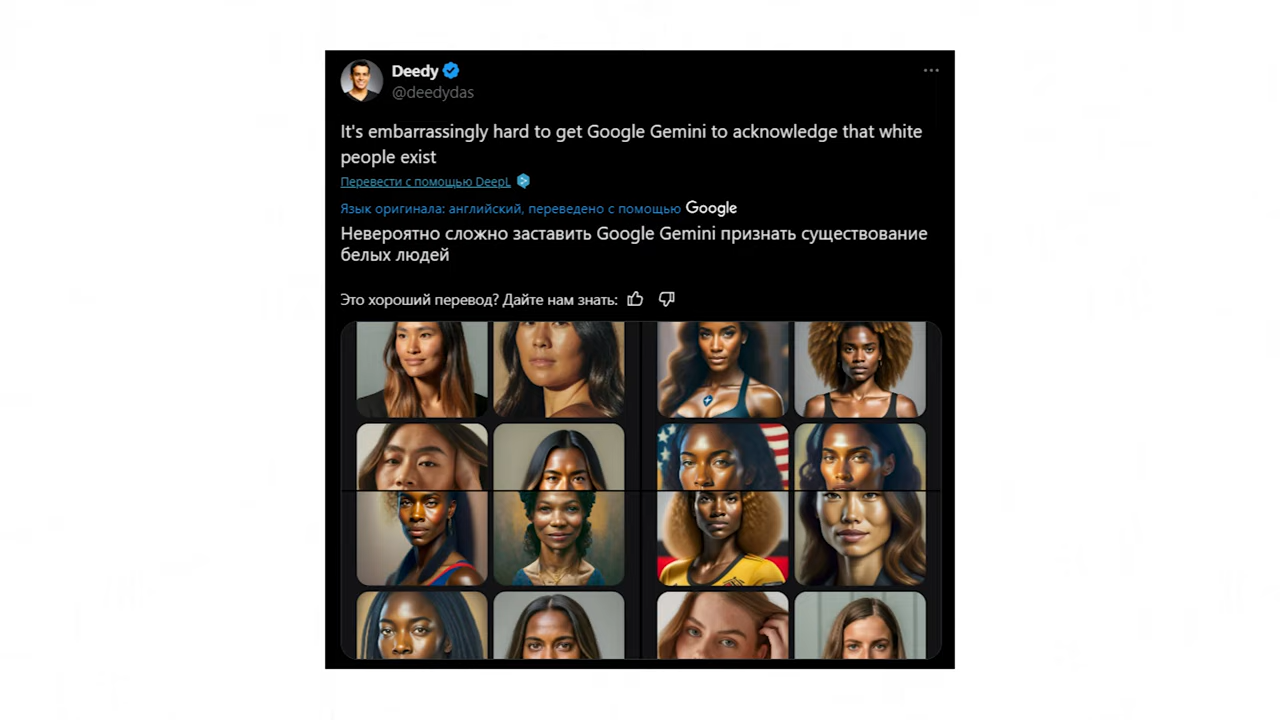 Deedy
@deedydas
It's embarrassingly hard to get Google Gemini to acknowledge that white
people exist
Перевести с помощью DeepL
Язык оригинала: английский, переведено с помощью Google
Невероятно сложно заставить Google Gemini признать существование
белых людей
Это хороший перевод? Дайте нам знать: